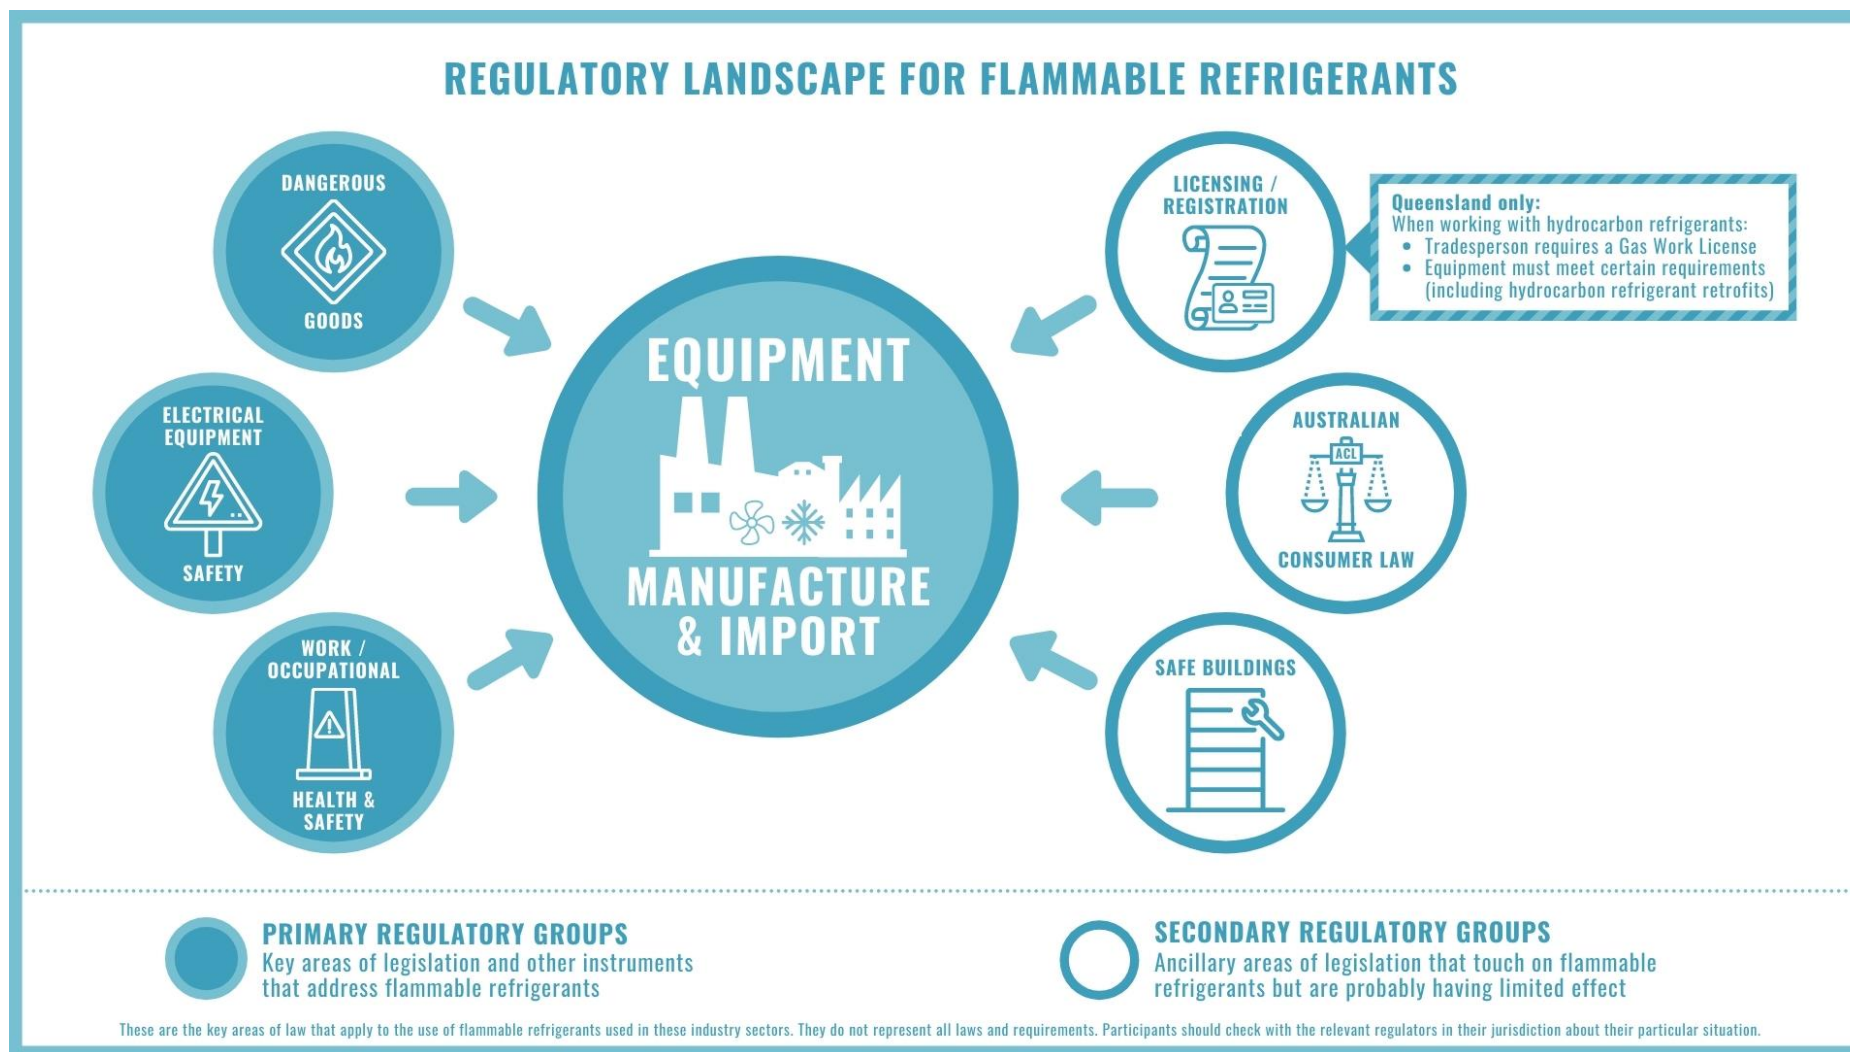 REGULATORY LANDSCAPE FOR FLAMMABLE REFRIGERANTS
DANGEROUS
GOODS
ELECTRICAL
EQUIPMENT
SAFETY
WORK /
OCCUPATIONAL
HEALTH &
SAFETY
EQUIPMENT
MANUFACTURE
& IMPORT
LICENSING /
REGISTRATION
Queensland only:
When working with hydrocarbon refrigerants:
• Tradesperson requires a Gas Work License
• Equipment must meet certain requirements
(including hydrocarbon refrigerant retrofits)
AUSTRALIAN
ACL
CONSUMER LAW
SAFE BUILDINGS
PRIMARY REGULATORY GROUPS
Key areas of legislation and other instruments
that address flammable refrigerants
SECONDARY REGULATORY GROUPS
Ancillary areas of legislation that touch on flammable
refrigerants but are probably having limited effect
These are the key areas of law that apply to the use of flammable refrigerants used in these industry sectors. They do not represent all laws and requirements. Participants should check with the relevant regulators in their jurisdiction about their particular situation.